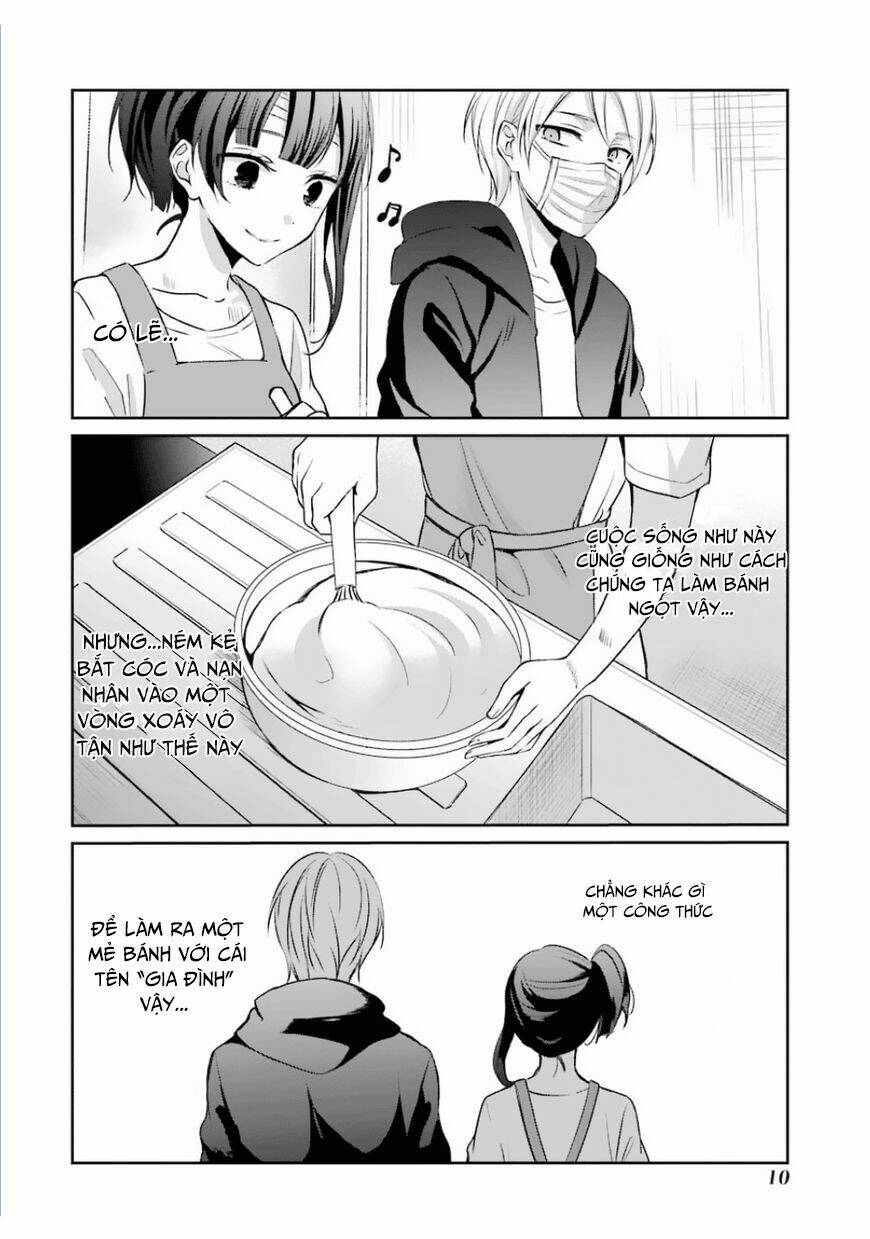 CÓ LẼ...
CUỘC SỐNG NHƯ NÀY
CŨNG GIỐNG NHƯ CÁCH
CHÚNG TA LÀM BÁNH
NGỌT VẬY...
NHƯNG...NÉM KẺ
BẮT CÓC VÀ NẠN
NHÂN VÀO MỘT
VÒNG XOÁY VÔ
TẬN NHƯ THẾ NÀY
CHẲNG KHÁC GÌ
MỘT CÔNG THỨC
ĐỂ LÀM RA MỘT
MẺ BÁNH VỚI CÁI
TÊN "GIA ĐÌNH"
VẬY...
10